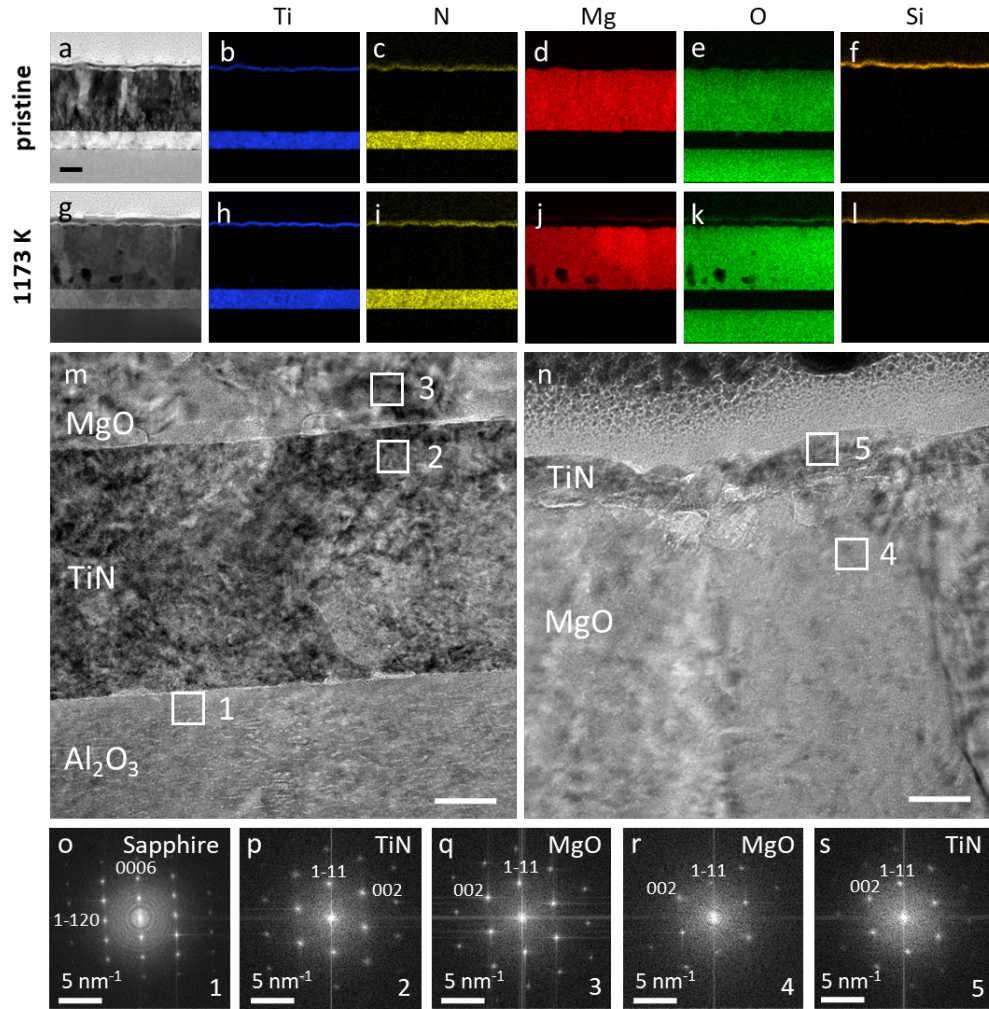 Ti N Mg O Si
pristine
a b c d e f
1173 K
g h i j k l
m
3
MgO
2
TiN
1
Al₂O₃
n
TiN
5
4
MgO
o Sapphire
0006
1-120
5 nm⁻¹
1
p TiN
1-11
002
5 nm⁻¹
2
q MgO
1-11
002
5 nm⁻¹
3
r MgO
1-11
002
5 nm⁻¹
4
s TiN
1-11
002
5 nm⁻¹
5